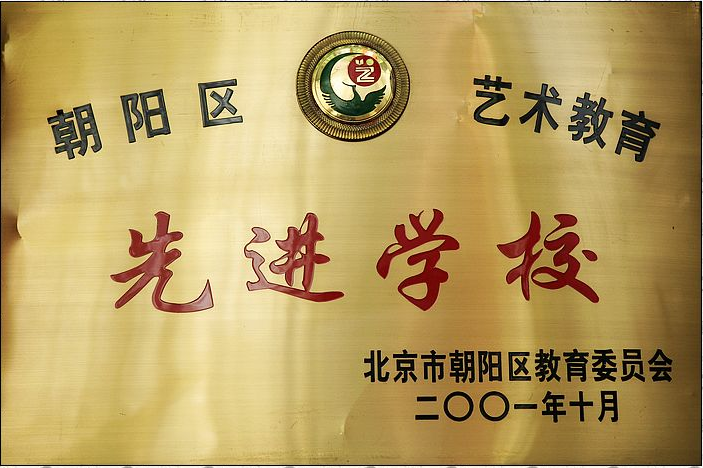 朝阳区 艺术教育
先进学校
北京市朝阳区教育委员会
二〇〇一年十月